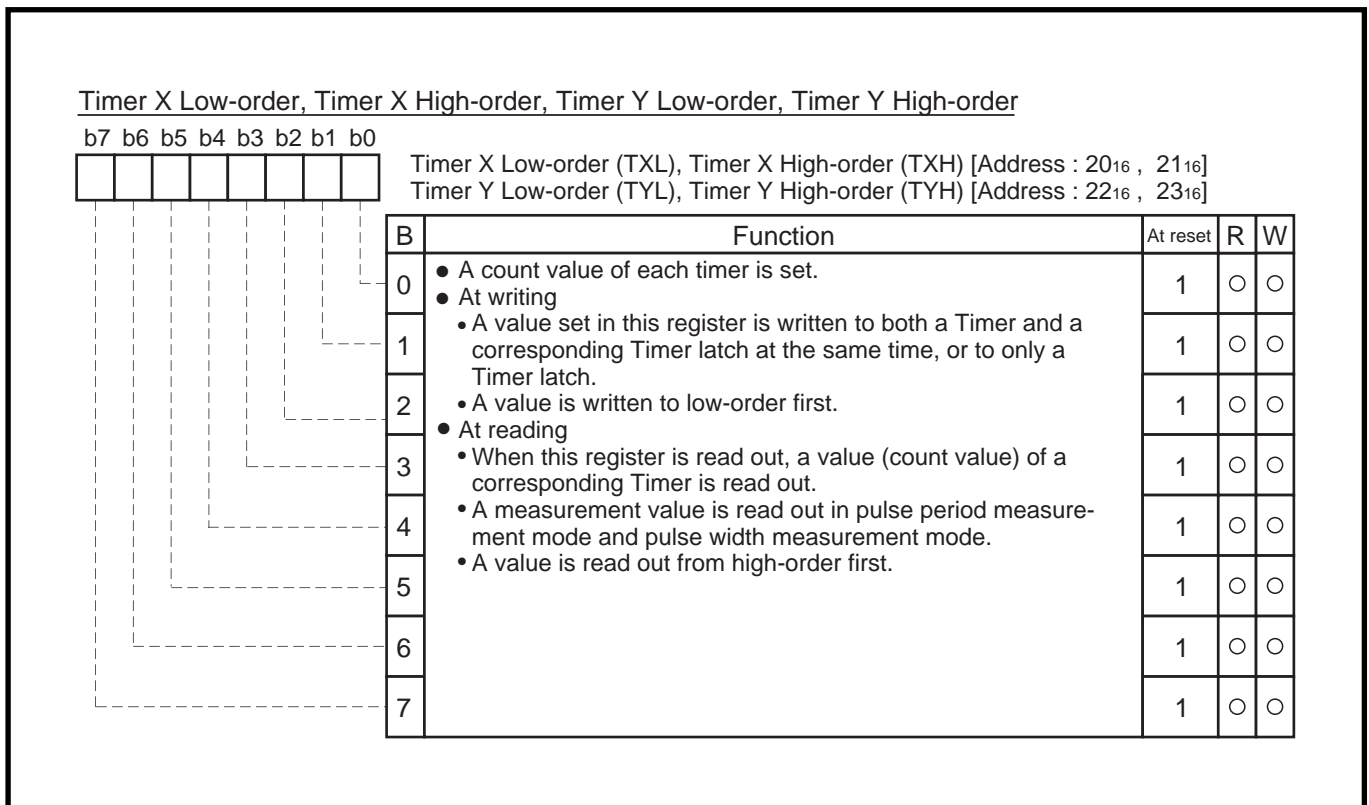 Timer X Low-order, Timer X High-order, Timer Y Low-order, Timer Y High-order
b7 b6 b5 b4 b3 b2 b1 b0
Timer X Low-order (TXL), Timer X High-order (TXH) [Address : 2016 , 2116]
Timer Y Low-order (TYL), Timer Y High-order (TYH) [Address : 2216 , 2316]
B Function At reset R W
0 ● A count value of each timer is set. 1 ○ ○
● At writing
• A value set in this register is written to both a Timer and a
1 corresponding Timer latch at the same time, or to only a 1 ○ ○
Timer latch.
2 • A value is written to low-order first. 1 ○ ○
● At reading
3 • When this register is read out, a value (count value) of a 1 ○ ○
corresponding Timer is read out.
4 • A measurement value is read out in pulse period measure- 1 ○ ○
ment mode and pulse width measurement mode.
• A value is read out from high-order first.
5 1 ○ ○
6 1 ○ ○
7 1 ○ ○